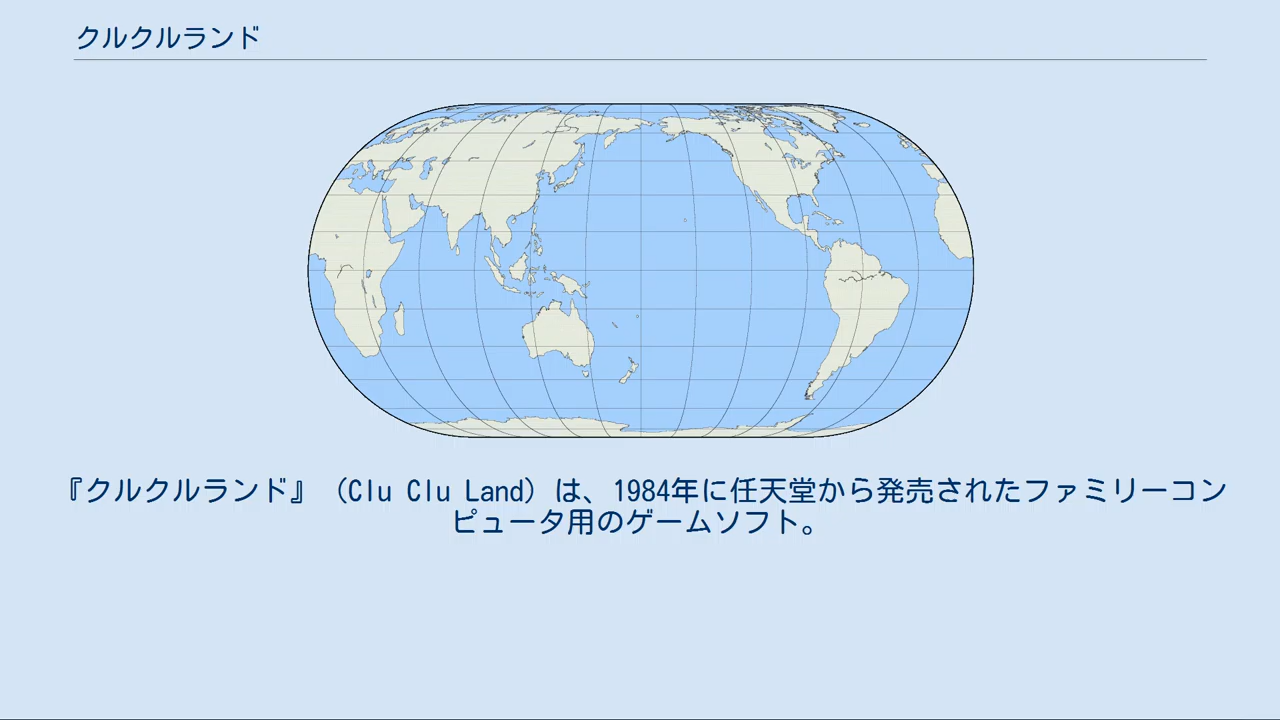 クルクルランド
『クルクルランド』（Clu Clu Land）は、1984年に任天堂から発売されたファミリーコン
ピュータ用のゲームソフト。